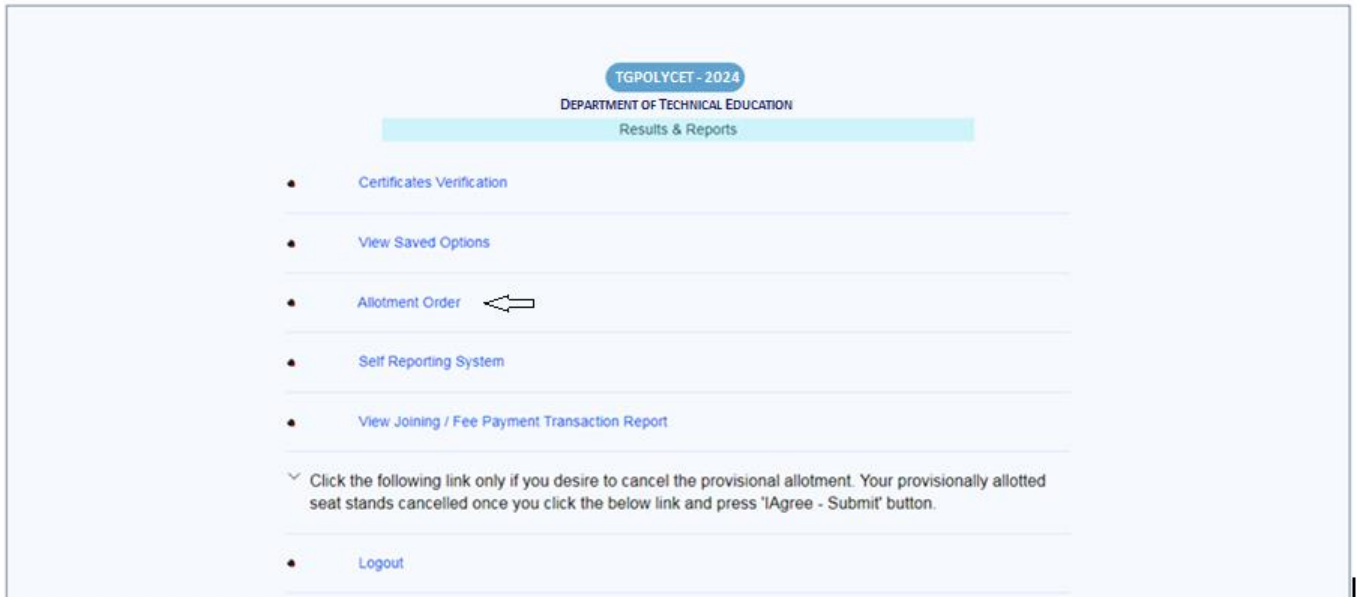 TGPOLYCET - 2024
DEPARTMENT OF TECHNICAL EDUCATION
Results & Reports
Certificates Verification
View Saved Options
Allotment Order
Self Reporting System
View Joining / Fee Payment Transaction Report
Click the following link only if you desire to cancel the provisional allotment. Your provisionally allotted
seat stands cancelled once you click the below link and press 'IAgree - Submit' button.
Logout